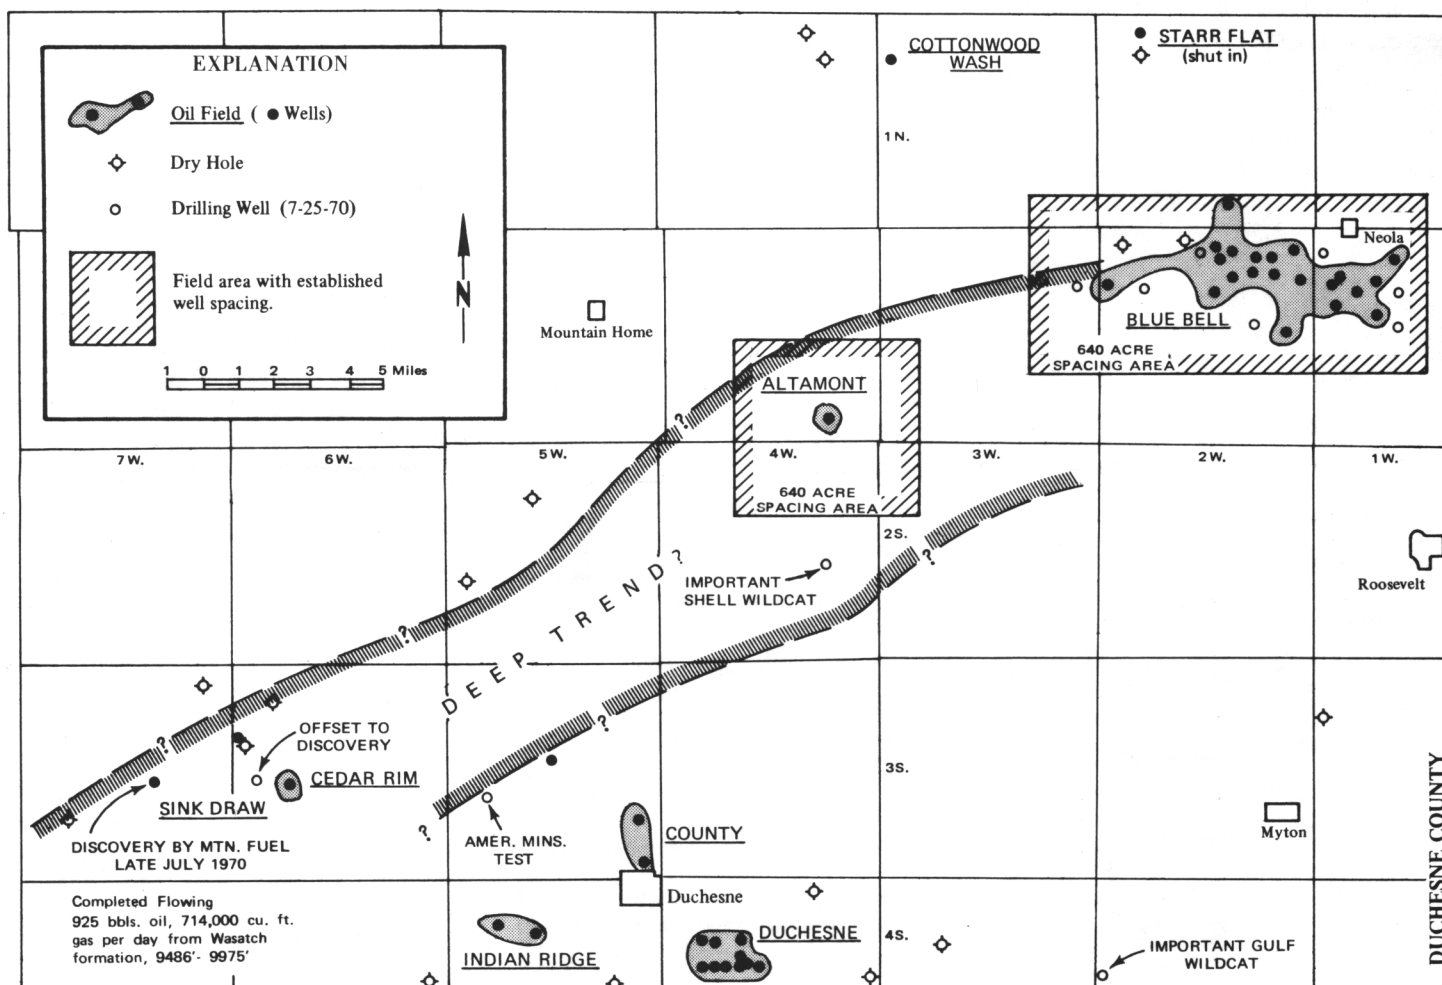 EXPLANATION
Oil Field ( ● Wells)
Dry Hole
Drilling Well (7-25-70)
Field area with established
well spacing.
N
1 0 1 2 3 4 5 Miles
COTTONWOOD
WASH
STARR FLAT
(shut in)
1N.
Neola
BLUE BELL
640 ACRE
SPACING AREA
Mountain Home
ALTAMONT
?
7W.
6W.
5W.
4W.
3W.
2W.
1W.
640 ACRE
SPACING AREA
2S.
?
Roosevelt
IMPORTANT
SHELL WILDCAT
DEEP TREND?
?
?
?
OFFSET TO
DISCOVERY
CEDAR RIM
SINK DRAW
3S.
DISCOVERY BY MTN. FUEL
LATE JULY 1970
?
AMER. MINS.
TEST
COUNTY
Myton
Duchesne
Completed Flowing
925 bbls. oil, 714,000 cu. ft.
gas per day from Wasatch
formation, 9486'- 9975'
INDIAN RIDGE
DUCHESNE
4S.
IMPORTANT GULF
WILDCAT
DUCHESNE COUNTY